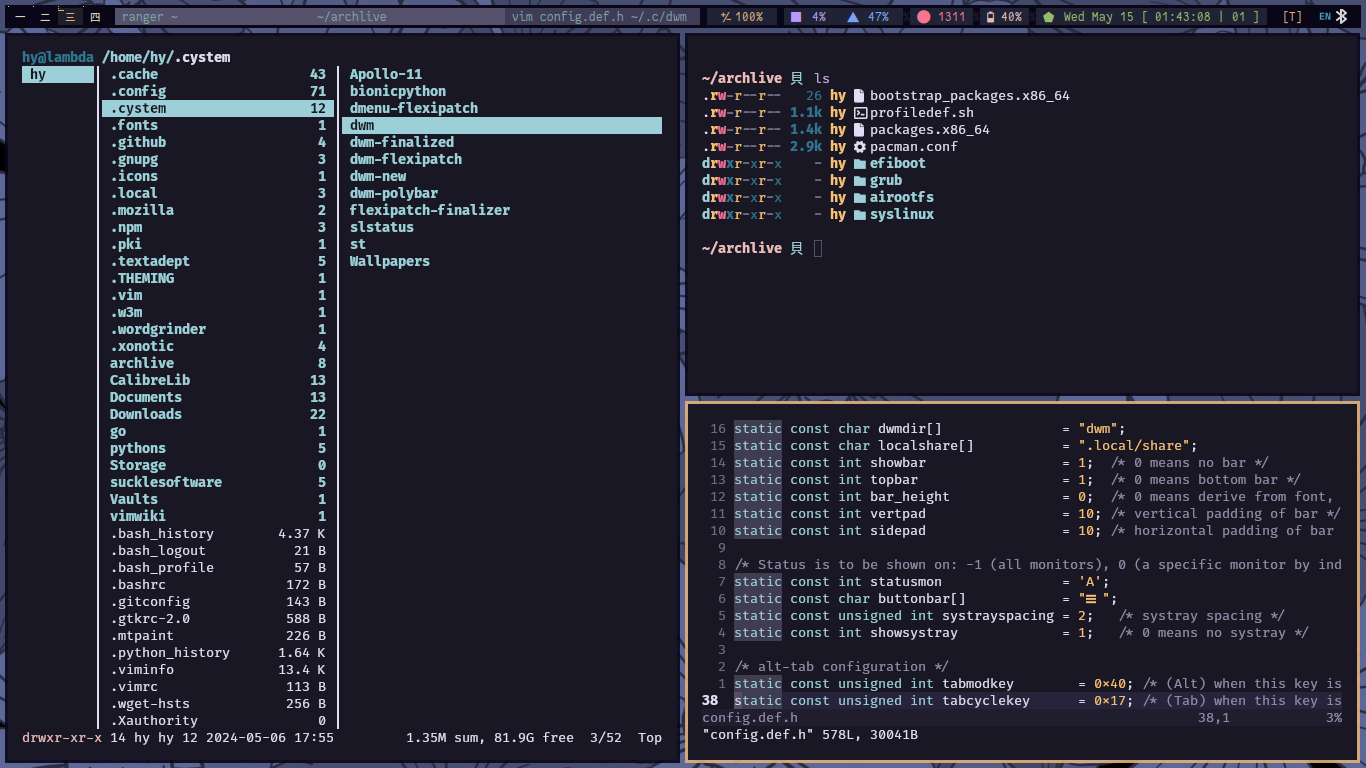 一 二 三 四 ranger ~ ~/archlive vim config.def.h ~/.c/dwm 100% 4% 47% 1311 40% Wed May 15 [ 01:43:08 | 01 ] [T] EN
hy@lambda /home/hy/.cystem
hy
.cache 43
.config 71
.cystem 12
.fonts 1
.github 4
.gnupg 3
.icons 1
.local 3
.mozilla 2
.npm 3
.pki 1
.textadept 5
.THEMING 1
.vim 1
.w3m 1
.wordgrinder 1
.xonotic 4
archlive 8
CalibreLib 13
Documents 13
Downloads 22
go 1
pythons 5
Storage 0
sucklesoftware 5
Vaults 1
vimwiki 1
.bash_history 4.37 K
.bash_logout 21 B
.bash_profile 57 B
.bashrc 172 B
.gitconfig 143 B
.gtkrc-2.0 588 B
.mtpaint 226 B
.python_history 1.64 K
.viminfo 13.4 K
.vimrc 113 B
.wget-hsts 256 B
.Xauthority 0
Apollo-11
bionicpython
dmenu-flexipatch
dwm
dwm-finalized
dwm-flexipatch
dwm-new
dwm-polybar
flexipatch-finalizer
slstatus
st
Wallpapers
drwxr-xr-x 14 hy hy 12 2024-05-06 17:55 1.35M sum, 81.9G free 3/52 Top
~/archlive 貝 ls
.rw-r--r-- 26 hy bootstrap_packages.x86_64
.rw-r--r-- 1.1k hy profiledef.sh
.rw-r--r-- 1.4k hy packages.x86_64
.rw-r--r-- 2.9k hy pacman.conf
drwxr-xr-x - hy efiboot
drwxr-xr-x - hy grub
drwxr-xr-x - hy airootfs
drwxr-xr-x - hy syslinux
~/archlive 貝
16 static const char dwmdir[] = "dwm";
15 static const char localshare[] = ".local/share";
14 static const int showbar = 1; /* 0 means no bar */
13 static const int topbar = 1; /* 0 means bottom bar */
12 static const int bar_height = 0; /* 0 means derive from font,
11 static const int vertpad = 10; /* vertical padding of bar */
10 static const int sidepad = 10; /* horizontal padding of bar
9
8 /* Status is to be shown on: -1 (all monitors), 0 (a specific monitor by ind
7 static const int statusmon = 'A';
6 static const char buttonbar[] = "☰ ";
5 static const unsigned int systrayspacing = 2; /* systray spacing */
4 static const int showsystray = 1; /* 0 means no systray */
3
2 /* alt-tab configuration */
1 static const unsigned int tabmodkey = 0×40; /* (Alt) when this key is
38 static const unsigned int tabcyclekey = 0×17; /* (Tab) when this key is
config.def.h 38,1 3%
"config.def.h" 578L, 30041B